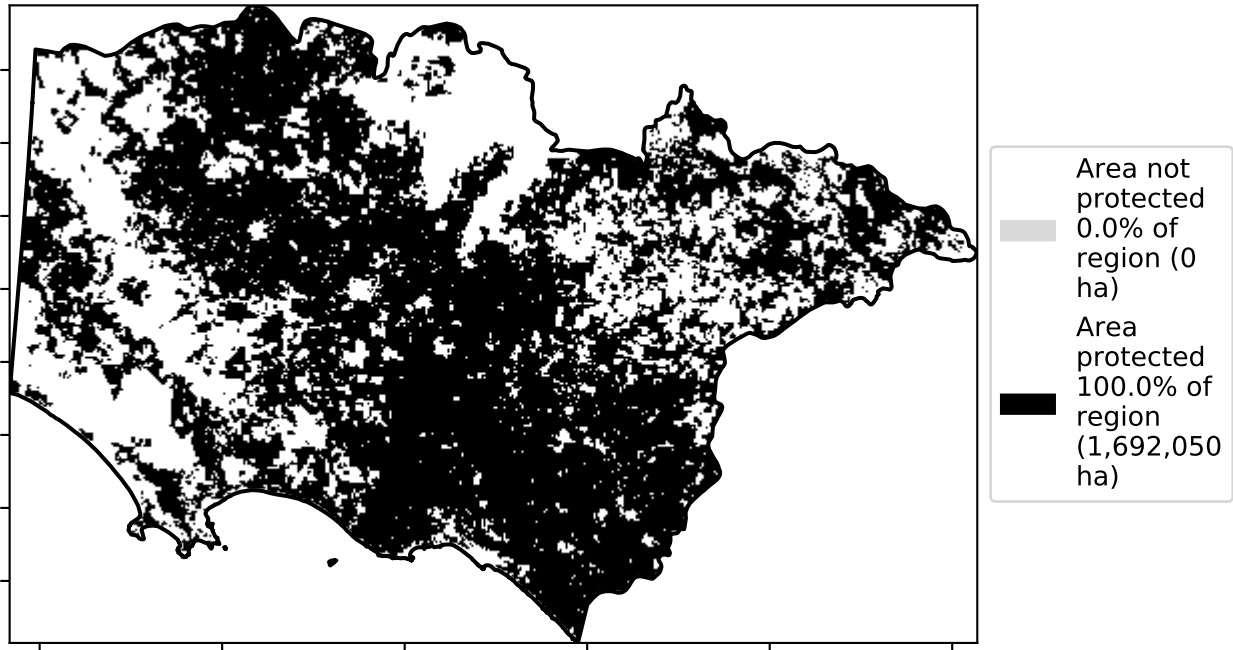 Area not
protected
0.0% of
region (0
ha)
Area
protected
100.0% of
region
(1,692,050
ha)